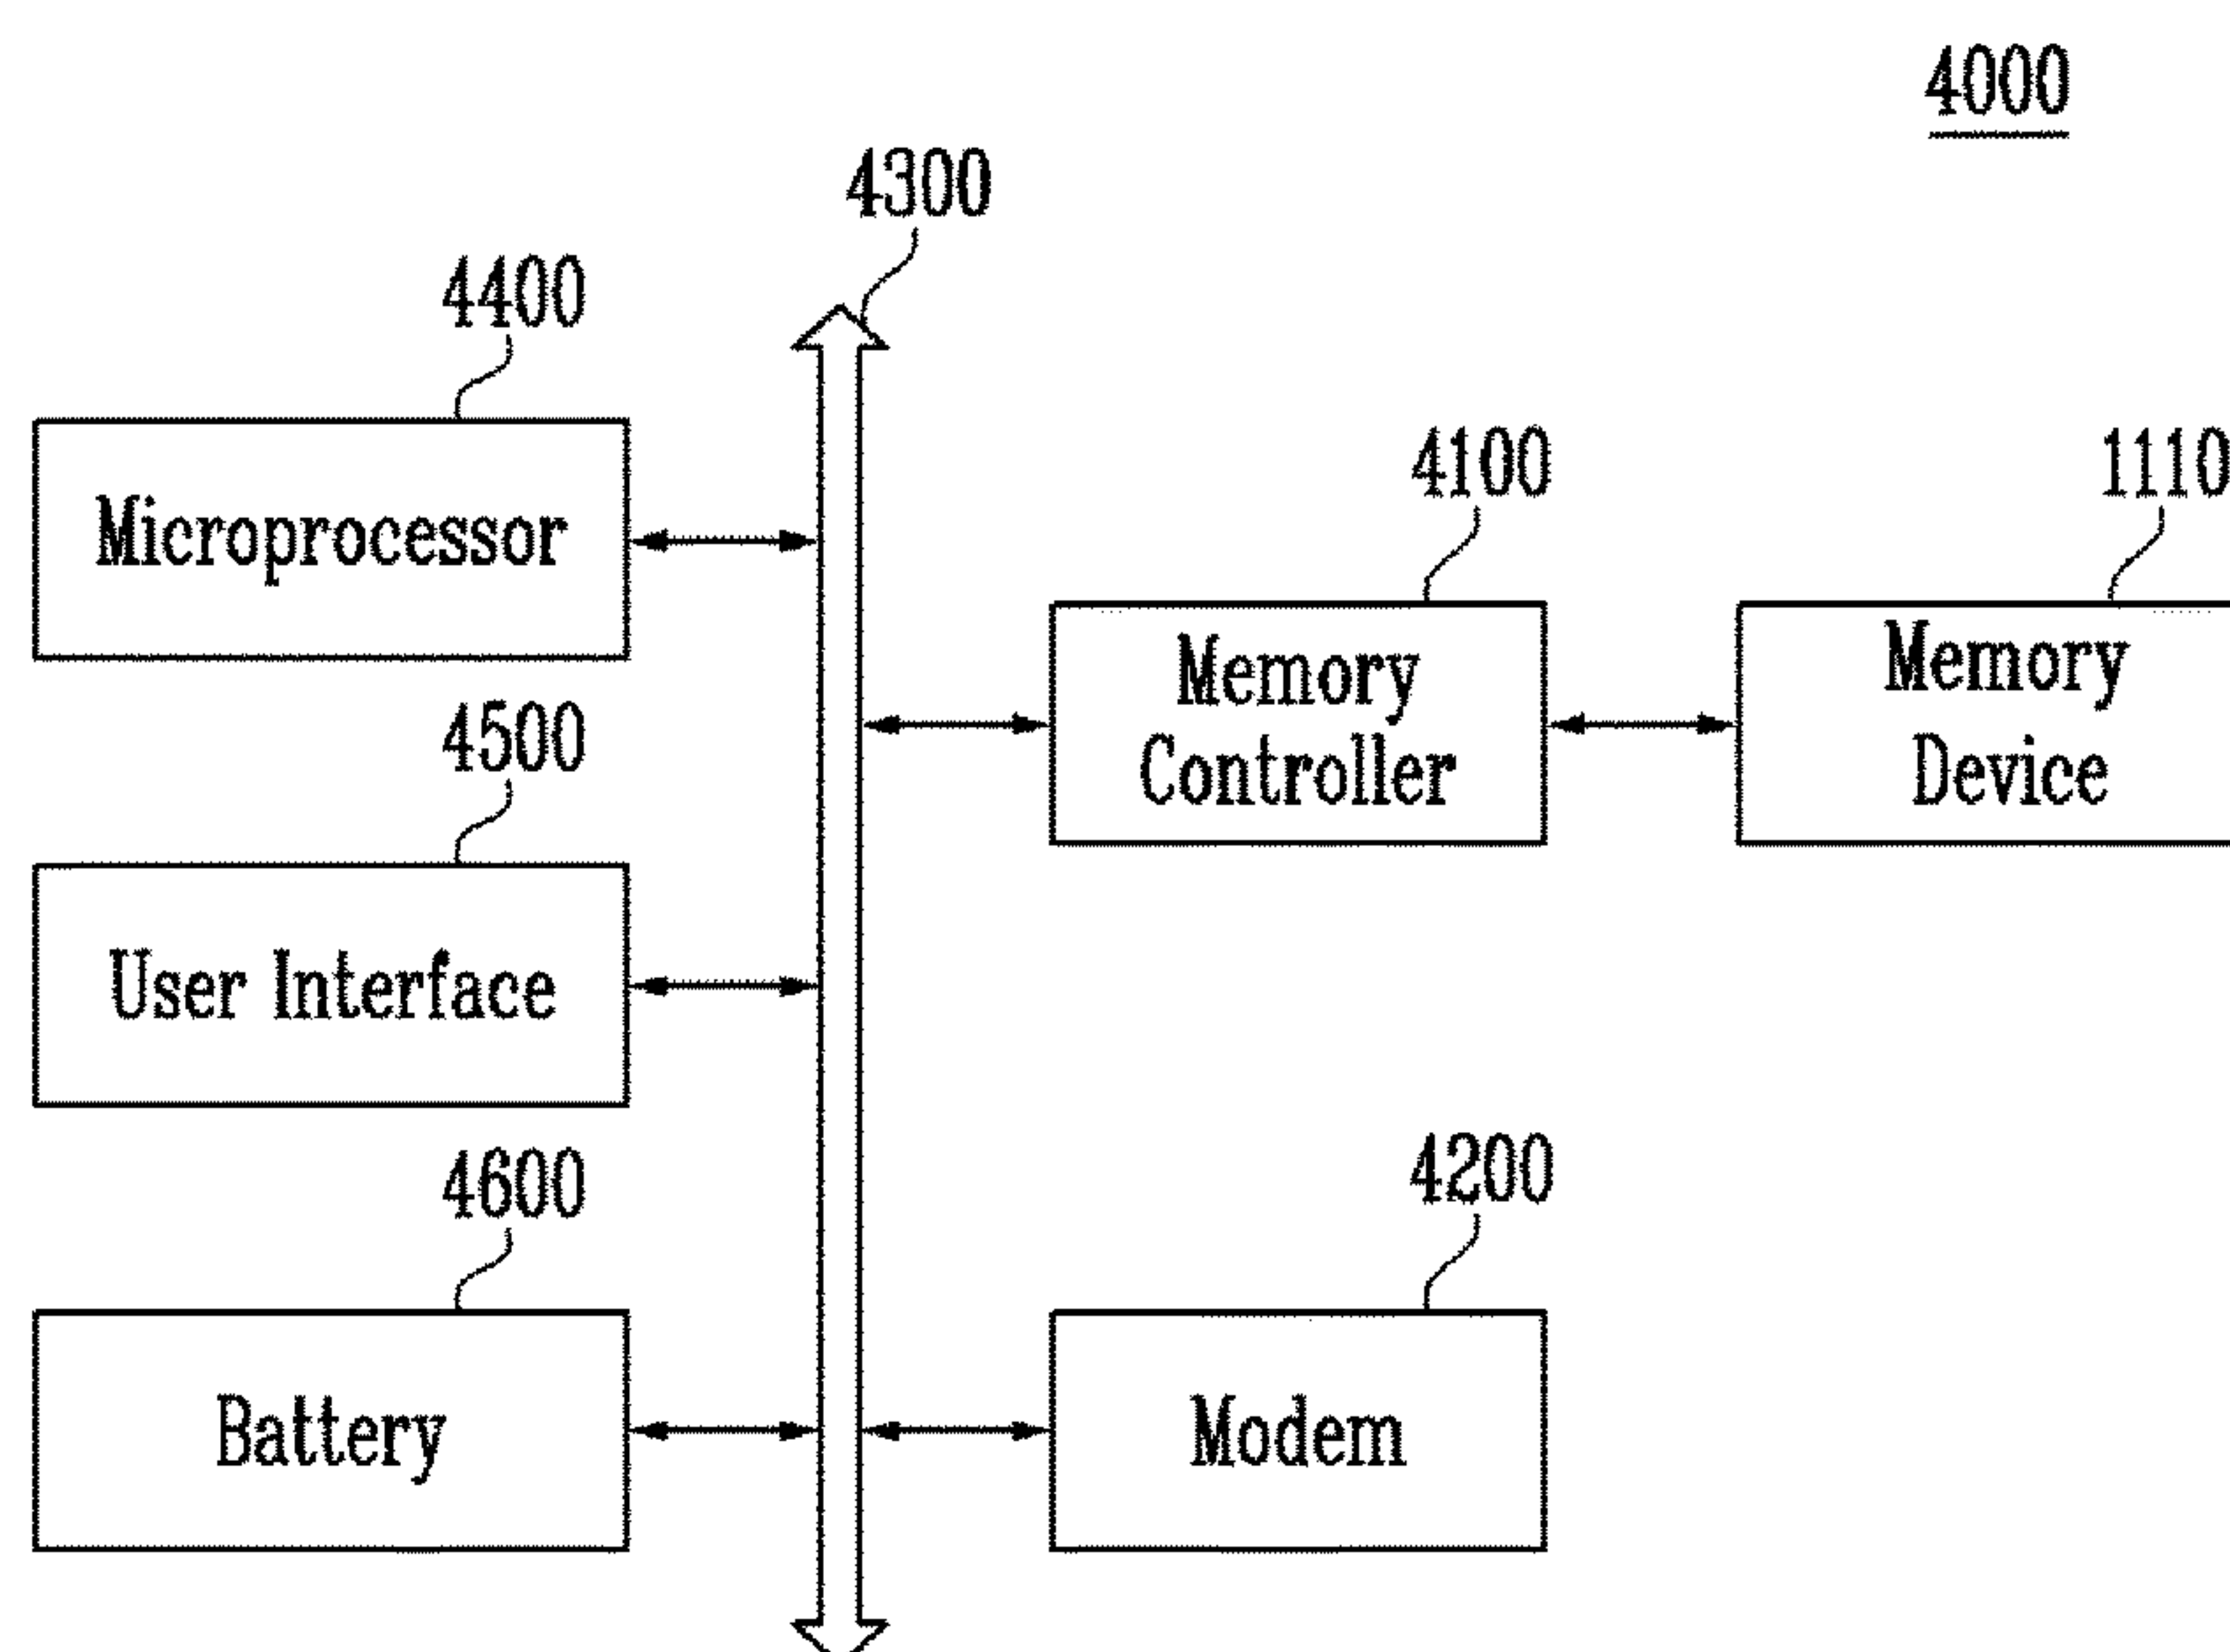 4000
4300
4400
Microprocessor
4100
1110
Memory
Controller
Memory
Device
4500
User Interface
4600
Battery
4200
Modem